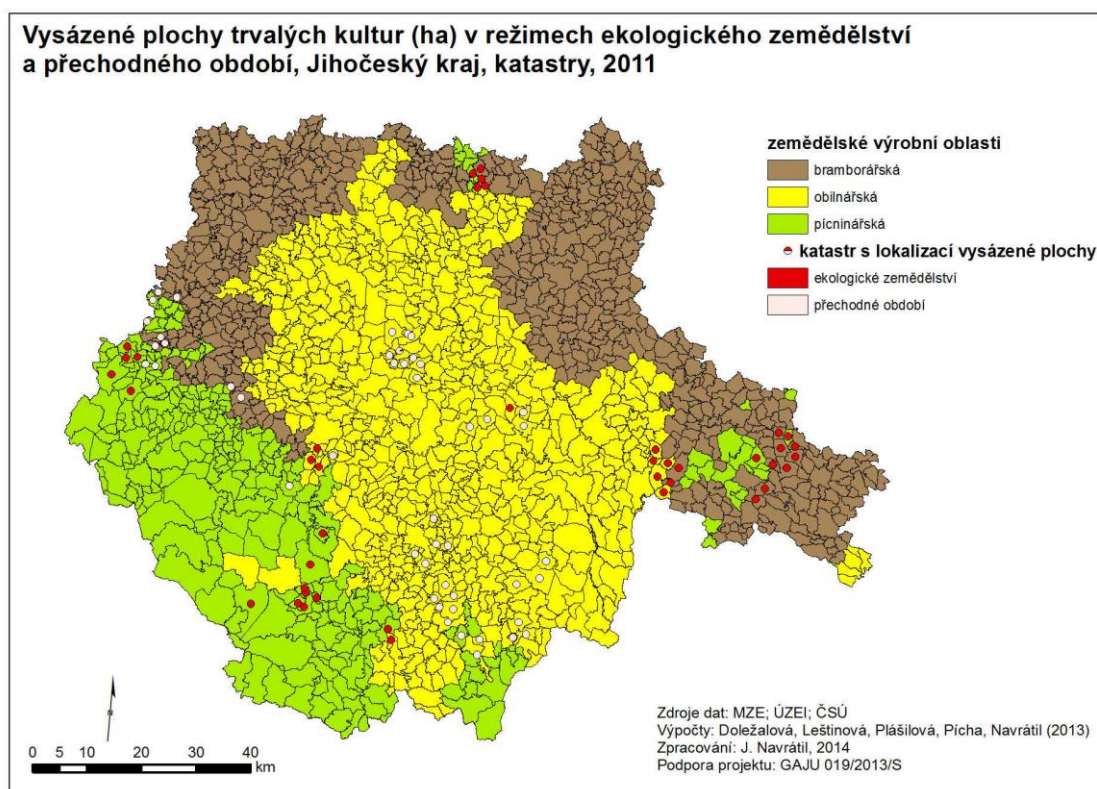 Vysázené plochy trvalých kultur (ha) v režimech ekologického zemědělství
a přechodného období, Jihočeský kraj, katastry, 2011
zemědělské výrobní oblasti
bramborářská
obilnářská
pícninářská
katastr s lokalizací vysázené plochy
ekologické zemědělství
přechodné období
N
0 5 10 20 30 40
km
Zdroje dat: MZE; ÚZEI; ČSÚ
Výpočty: Doležalová, Leštinová, Plášilová, Pícha, Navrátil (2013)
Zpracování: J. Navrátil, 2014
Podpora projektu: GAJU 019/2013/S